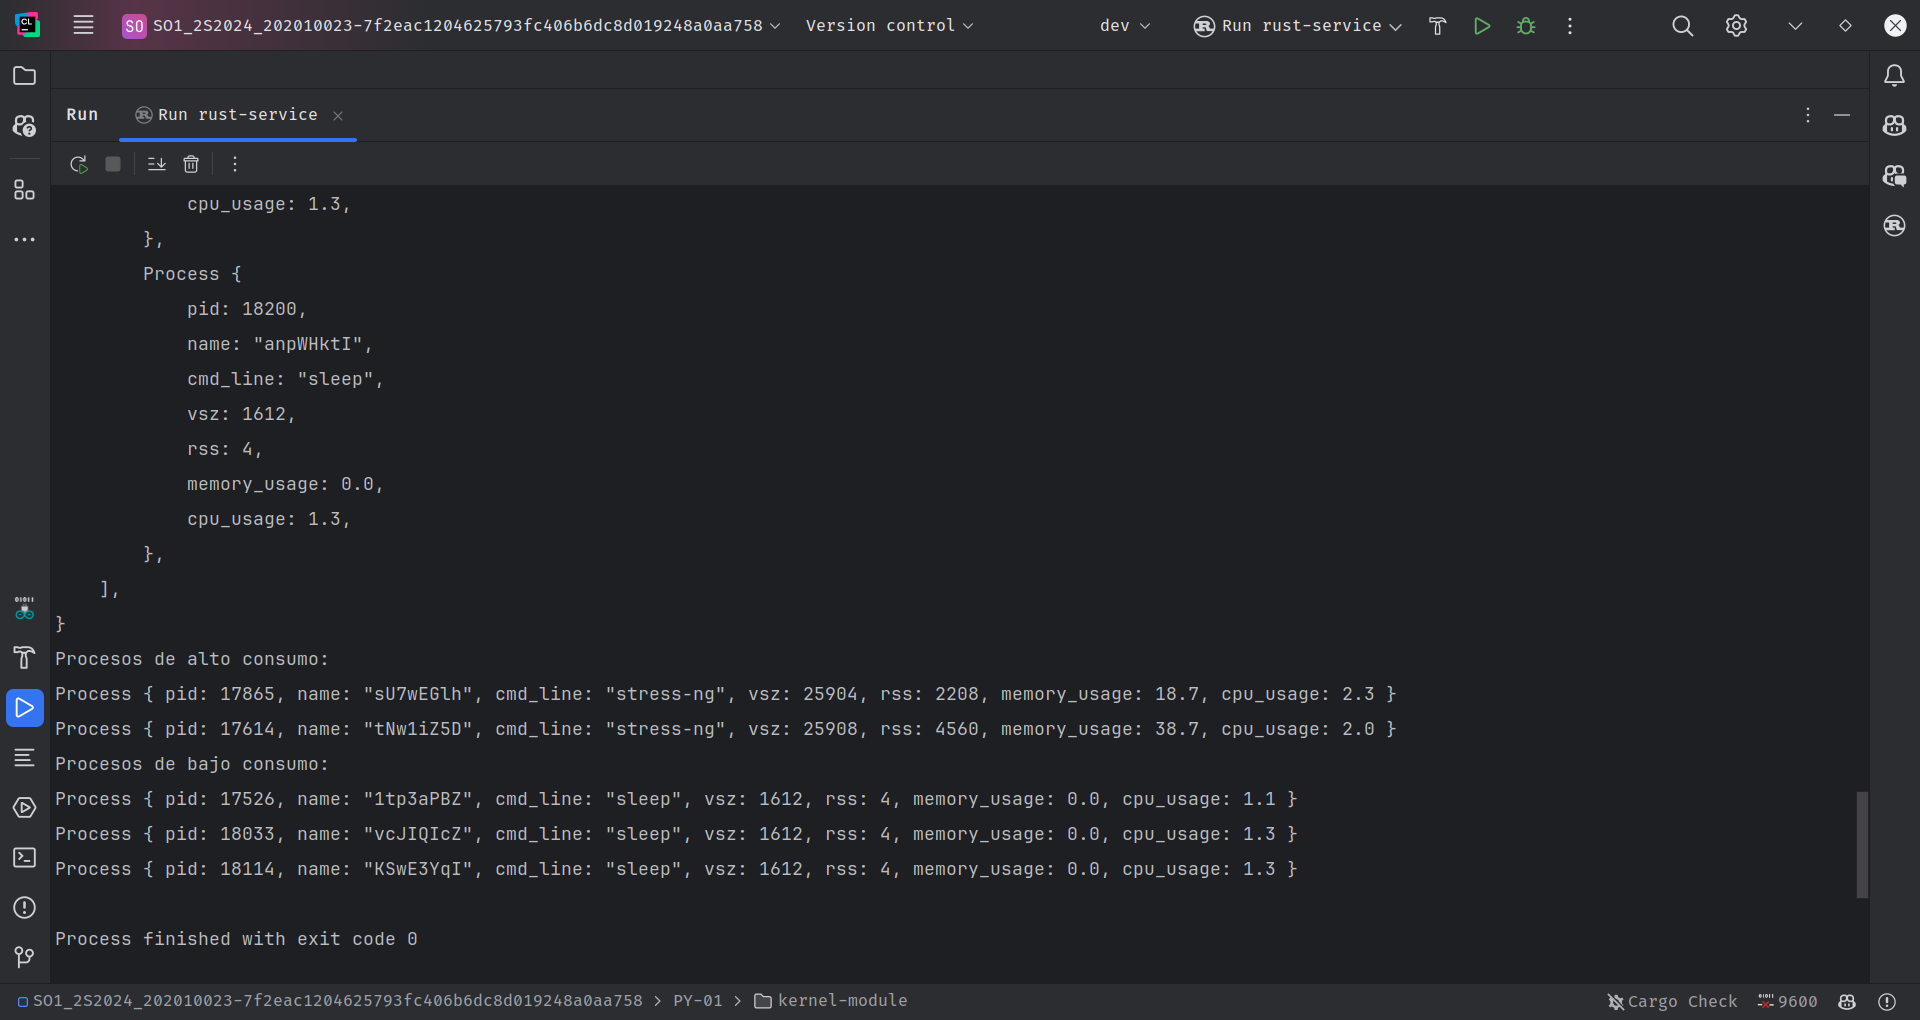 CL
SO SO1_2S2024_202010023-7f2eac1204625793fc406b6dc8d019248a0aa758 Version control dev Run rust-service
Run Run rust-service
cpu_usage: 1.3,
},
Process {
pid: 18200,
name: "anpWHktI",
cmd_line: "sleep",
vsz: 1612,
rss: 4,
memory_usage: 0.0,
cpu_usage: 1.3,
},
],
}
Procesos de alto consumo:
Process { pid: 17865, name: "sU7wEGlh", cmd_line: "stress-ng", vsz: 25904, rss: 2208, memory_usage: 18.7, cpu_usage: 2.3 }
Process { pid: 17614, name: "tNw1iZ5D", cmd_line: "stress-ng", vsz: 25908, rss: 4560, memory_usage: 38.7, cpu_usage: 2.0 }
Procesos de bajo consumo:
Process { pid: 17526, name: "1tp3aPBZ", cmd_line: "sleep", vsz: 1612, rss: 4, memory_usage: 0.0, cpu_usage: 1.1 }
Process { pid: 18033, name: "vcJIQIcZ", cmd_line: "sleep", vsz: 1612, rss: 4, memory_usage: 0.0, cpu_usage: 1.3 }
Process { pid: 18114, name: "KSwE3YqI", cmd_line: "sleep", vsz: 1612, rss: 4, memory_usage: 0.0, cpu_usage: 1.3 }
Process finished with exit code 0
SO1_2S2024_202010023-7f2eac1204625793fc406b6dc8d019248a0aa758 > PY-01 > kernel-module Cargo Check 9600